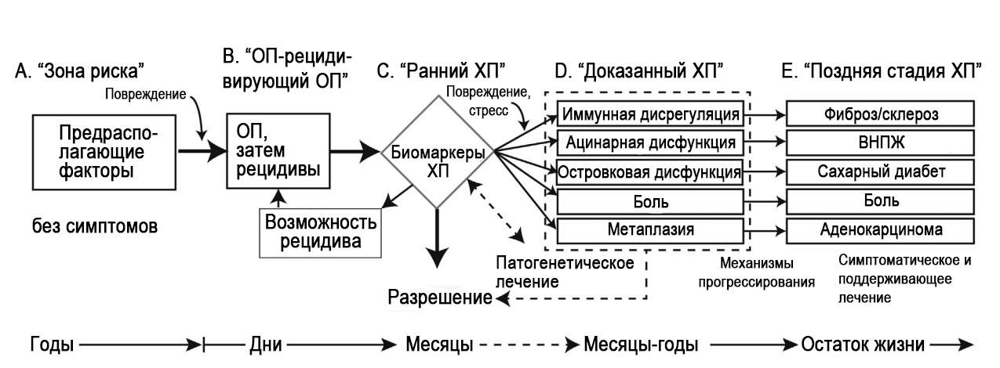 A. “Зона риска”
B. “ОП-рециди-
вирующий ОП”
C. “Ранний ХП”
D. “Доказанный ХП”
E. “Поздняя стадия ХП”
Повреждение
Повреждение,
стресс
Предраспо-
лагающие
факторы
ОП,
затем
рецидивы
Биомаркеры
ХП
Иммунная дисрегуляция
Фиброз/склероз
Ацинарная дисфункция
ВНПЖ
Островковая дисфункция
Сахарный диабет
Боль
Боль
Метаплазия
Аденокарцинома
без симптомов
Возможность
рецидива
Патогенетическое
лечение
Разрешение
Механизмы
прогрессирования
Симптоматическое и
поддерживающее
лечение
Годы
Дни
Месяцы
Месяцы-годы
Остаток жизни